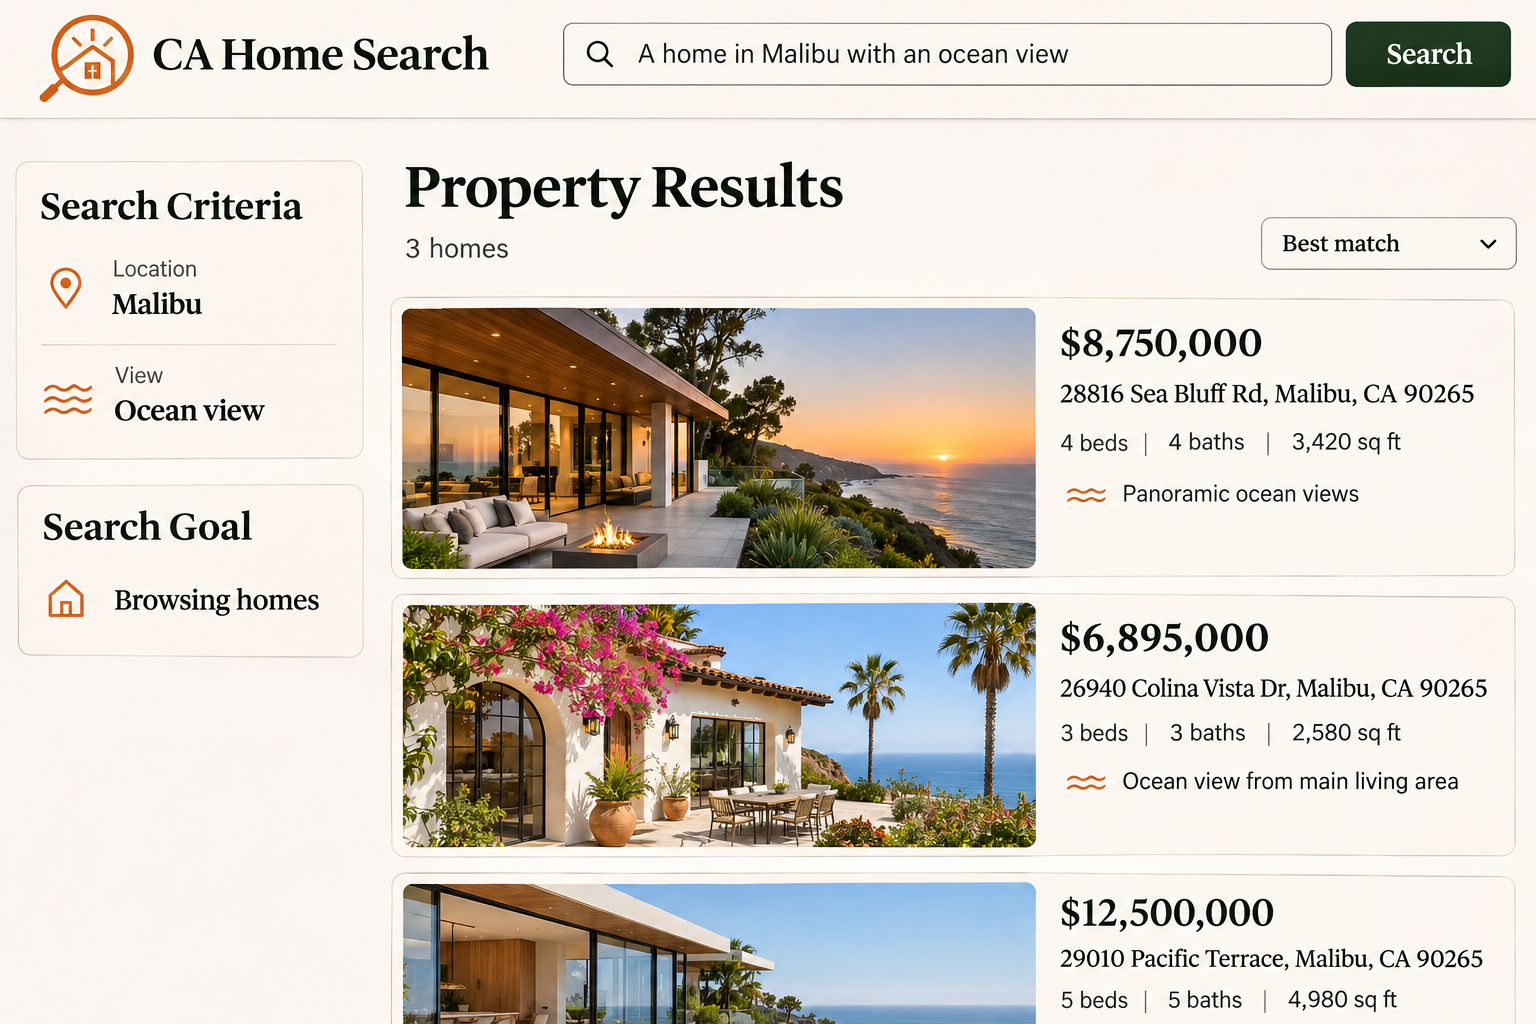 CA Home Search
A home in Malibu with an ocean view
Search
Search Criteria
Location
Malibu
View
Ocean view
Search Goal
Browsing homes
Property Results
3 homes
Best match
$8,750,000
28816 Sea Bluff Rd, Malibu, CA 90265
4 beds | 4 baths | 3,420 sq ft
Panoramic ocean views
$6,895,000
26940 Colina Vista Dr, Malibu, CA 90265
3 beds | 3 baths | 2,580 sq ft
Ocean view from main living area
$12,500,000
29010 Pacific Terrace, Malibu, CA 90265
5 beds | 5 baths | 4,980 sq ft